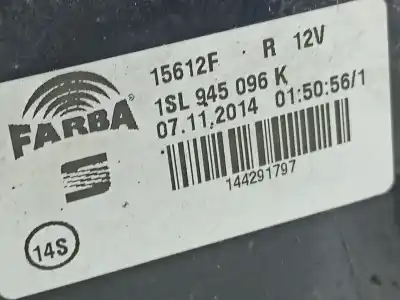 15612F R 12V
1SL 945 096 K
07.11.2014 01:50:56/1
FARBA®
144291797
14S